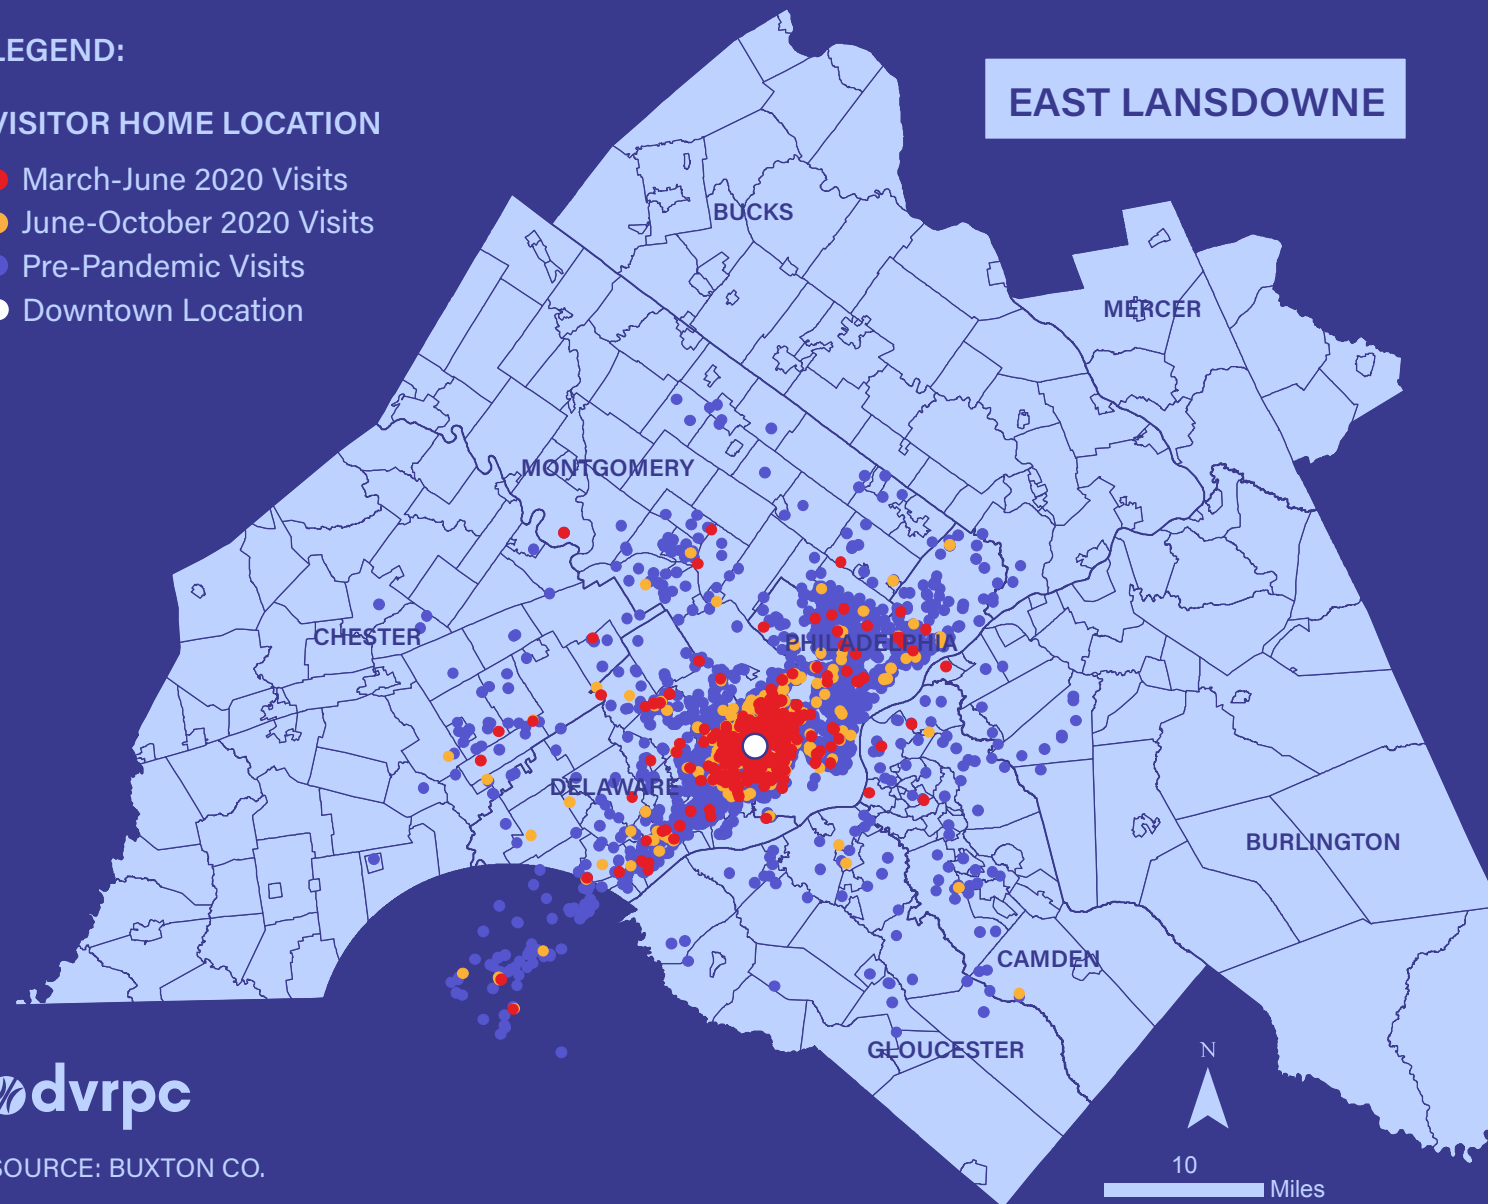 LEGEND:
EAST LANSDOWNE
VISITOR HOME LOCATION
March-June 2020 Visits
June-October 2020 Visits
Pre-Pandemic Visits
Downtown Location
BUCKS
MERCER
MONTGOMERY
CHESTER
PHILADELPHIA
DELAWARE
BURLINGTON
CAMDEN
GLOUCESTER
N
dvrpc
SOURCE: BUXTON CO.
10
Miles